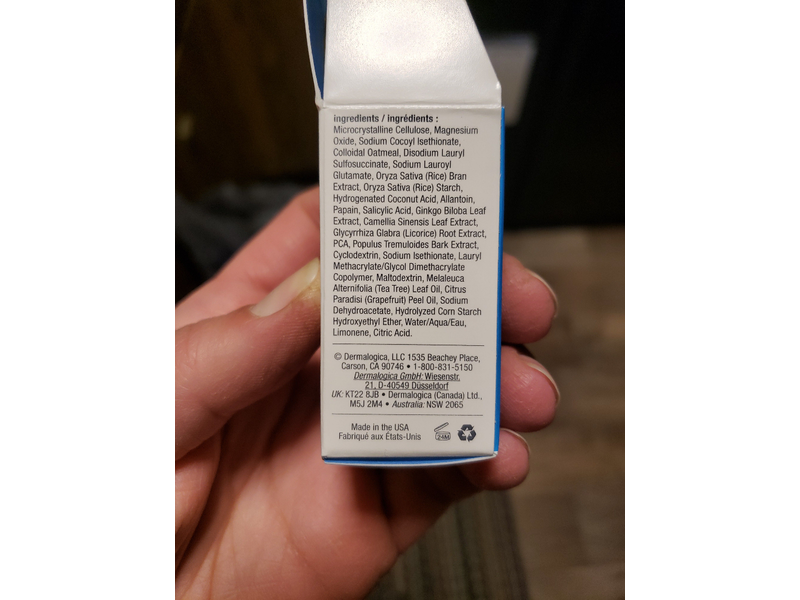 ingredients / ingrédients :
Microcrystalline Cellulose, Magnesium
Oxide, Sodium Cocoyl Isethionate,
Colloidal Oatmeal, Disodium Lauryl
Sulfosuccinate, Sodium Lauroyl
Glutamate, Oryza Sativa (Rice) Bran
Extract, Oryza Sativa (Rice) Starch,
Hydrogenated Coconut Acid, Allantoin,
Papain, Salicylic Acid, Ginkgo Biloba Leaf
Extract, Camellia Sinensis Leaf Extract,
Glycyrrhiza Glabra (Licorice) Root Extract,
PCA, Populus Tremuloides Bark Extract,
Cyclodextrin, Sodium Isethionate, Lauryl
Methacrylate/Glycol Dimethacrylate
Copolymer, Maltodextrin, Melaleuca
Alternifolia (Tea Tree) Leaf Oil, Citrus
Paradisi (Grapefruit) Peel Oil, Sodium
Dehydroacetate, Hydrolyzed Corn Starch
Hydroxyethyl Ether, Water/Aqua/Eau,
Limonene, Citric Acid.
© Dermalogica, LLC 1535 Beachey Place,
Carson, CA 90746 • 1-800-831-5150
Dermalogica GmbH: Wiesenstr.
21, D-40549 Düsseldorf
UK: KT22 8JB • Dermalogica (Canada) Ltd.,
M5J 2M4 • Australia: NSW 2065
Made in the USA
Fabriqué aux États-Unis
24M